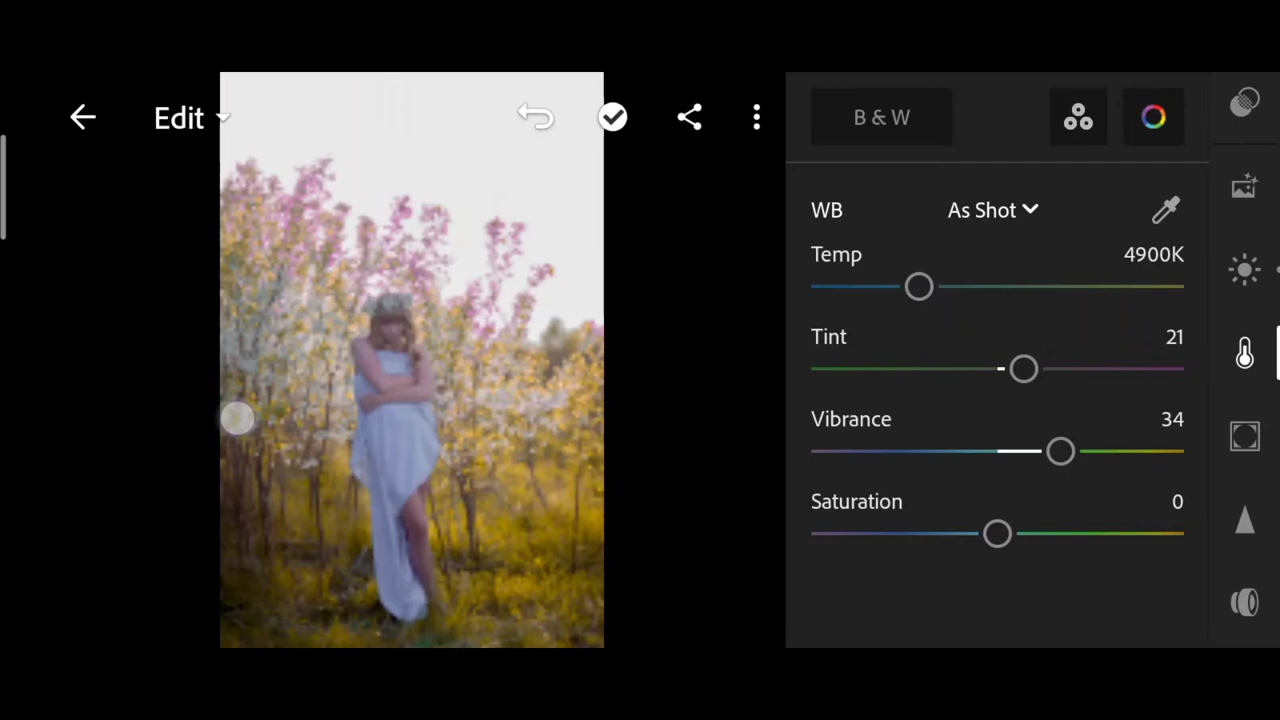 Edit
B & W
WB As Shot
Temp 4900K
Tint 21
Vibrance 34
Saturation 0